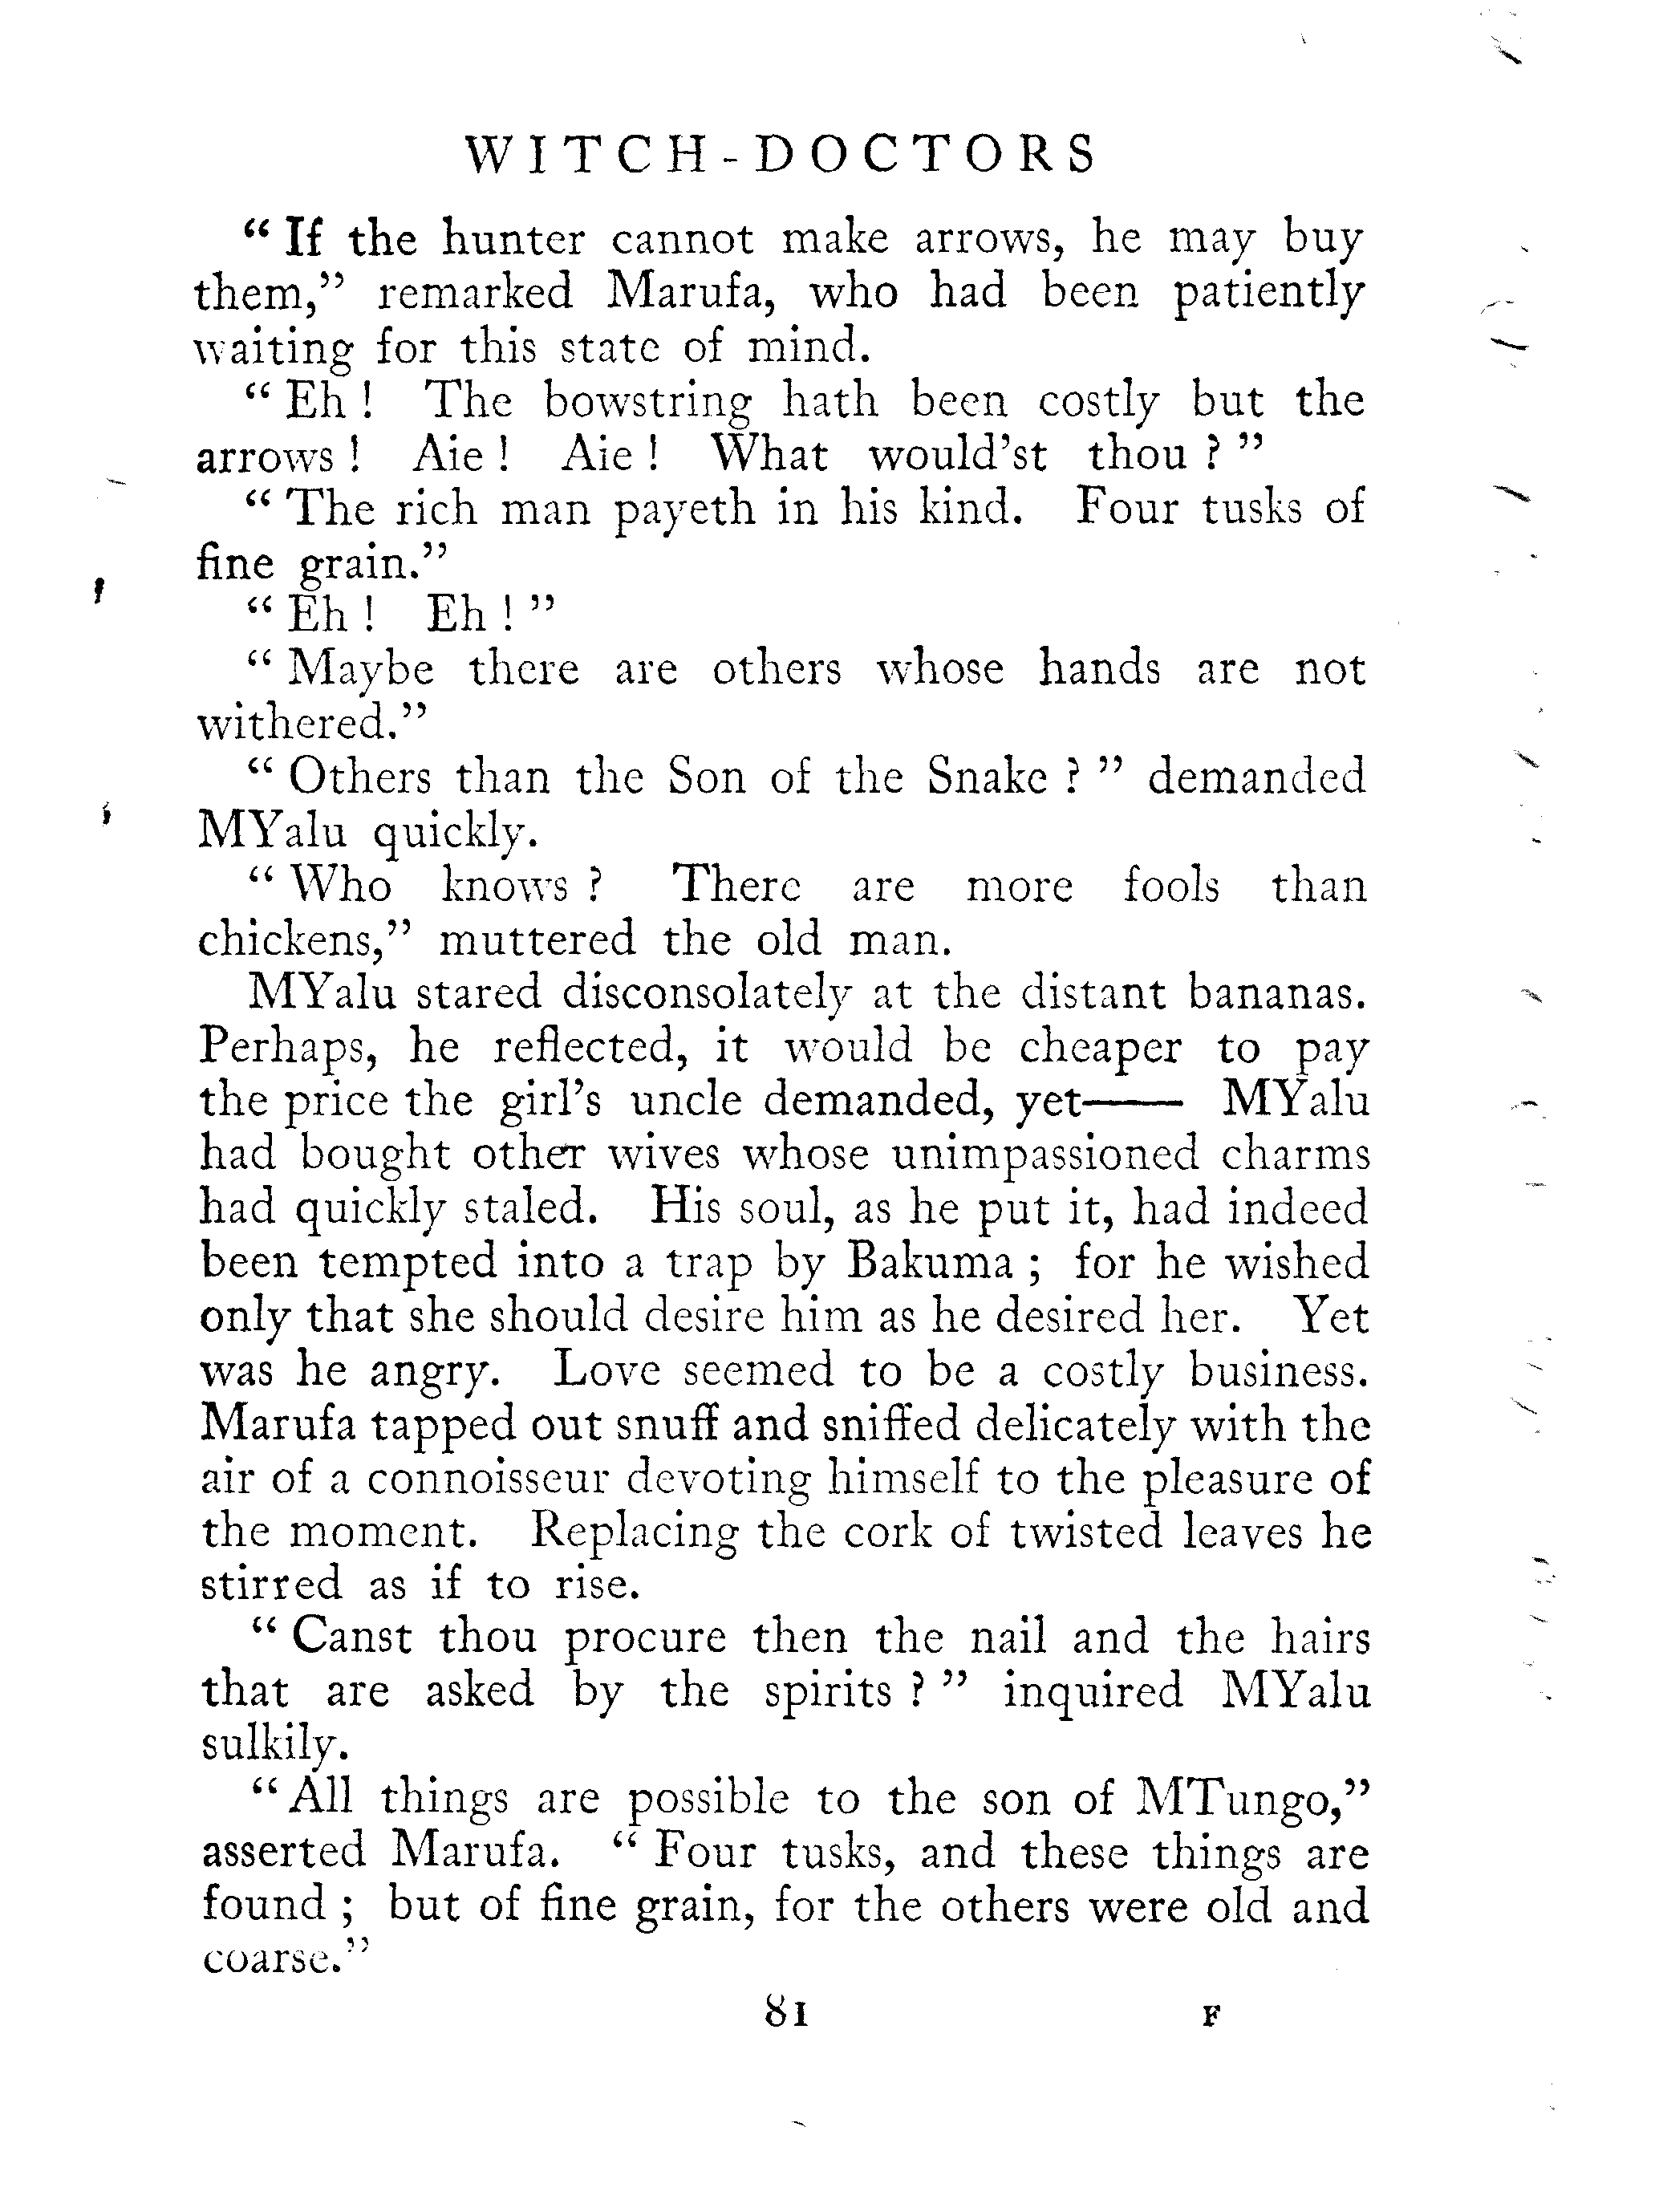 WITCH-DOCTORS
“ If the hunter cannot make arrows, he may buy
them,” remarked Marufa, who had been patiently
waiting for this state of mind.
“ Eh ! The bowstring hath been costly but the
arrows ! Aie ! Aie ! What would'st thou ? ”
“ The rich man payeth in his kind. Four tusks of
fine grain.”
“ Eh ! Eh ! ”
“ Maybe there are others whose hands are not
withered.”
“ Others than the Son of the Snake ? ” demanded
MYalu quickly.
“ Who knows ? There are more fools than
chickens,” muttered the old man.
MYalu stared disconsolately at the distant bananas.
Perhaps, he reflected, it would be cheaper to pay
the price the girl's uncle demanded, yet—— MYalu
had bought other wives whose unimpassioned charms
had quickly staled. His soul, as he put it, had indeed
been tempted into a trap by Bakuma ; for he wished
only that she should desire him as he desired her. Yet
was he angry. Love seemed to be a costly business.
Marufa tapped out snuff and sniffed delicately with the
air of a connoisseur devoting himself to the pleasure of
the moment. Replacing the cork of twisted leaves he
stirred as if to rise.
“ Canst thou procure then the nail and the hairs
that are asked by the spirits ? ” inquired MYalu
sulkily.
“ All things are possible to the son of MTungo,”
asserted Marufa. “ Four tusks, and these things are
found ; but of fine grain, for the others were old and
coarse.”
81 F